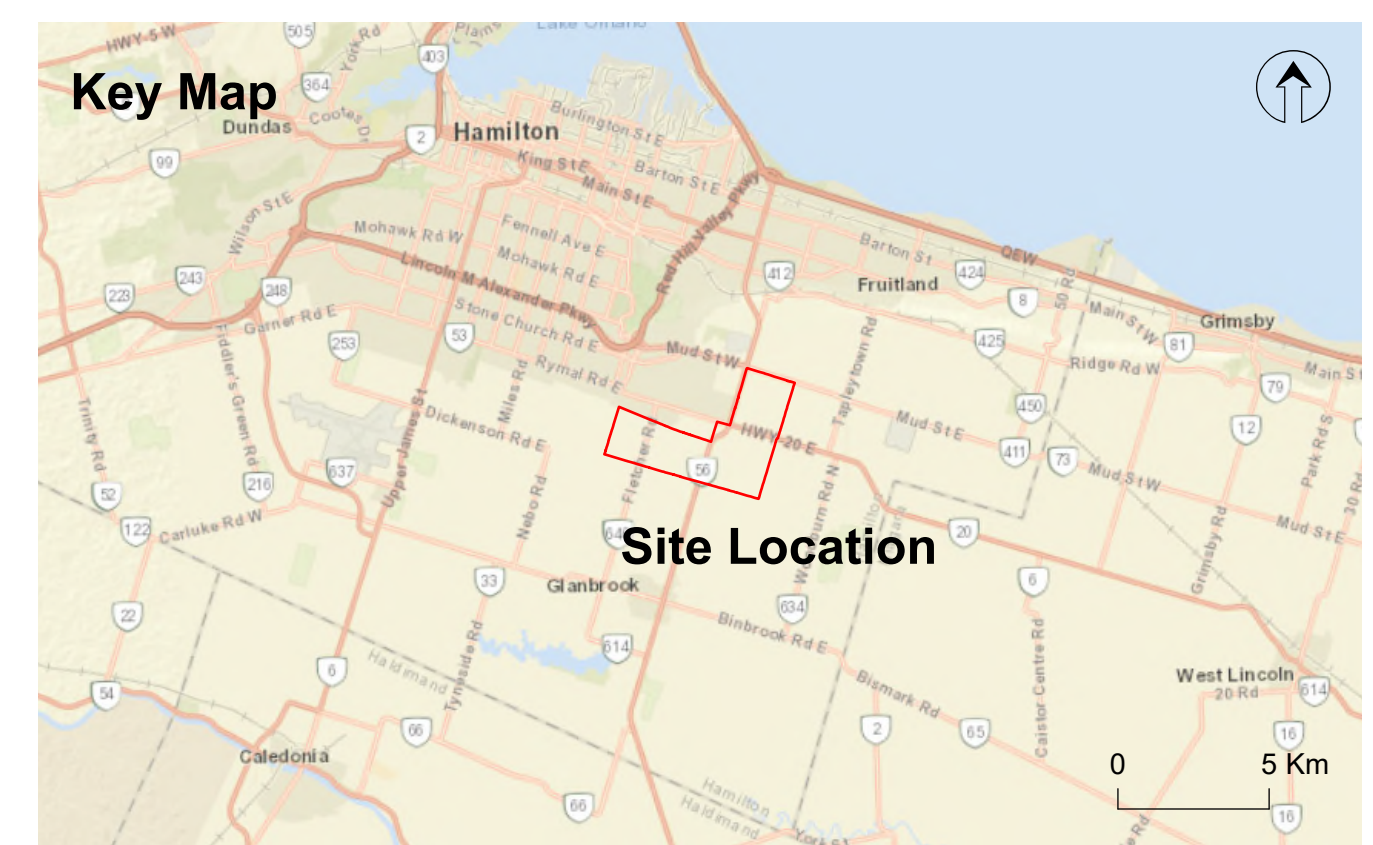 Lake Ontario
505
York Rd
Plains
HWY-5 W
403
364
Key Map
Dundas
Cootes Dr
2
Hamilton
Burlington St E
99
King St E
Barton St E
Main St E
Wilson St E
Red Hill Valley Pkwy
Mohawk Rd W
Fennell Ave E
Barton St
QEW
Mohawk Rd E
Lincoln M Alexander Pkwy
412
424
243
Fruitland
50 Rd
223
248
8
Stone Church Rd E
Main St W
Grimsby
Garner Rd E
53
253
425
81
Mud St W
Ridge Rd W
Rymal Rd E
Tapleytown Rd
Main St
79
Fiddler's Green Rd
Miles Rd
450
Trinity Rd
Upper James St
Dickenson Rd E
Fletcher Rd
HWY-20 E
Mud St E
12
Park Rd S
411
73
637
56
Mud St W
216
52
Nebo Rd
30 Rd
122
Carluke Rd W
20
Mud St E
Site Location
Grimsby Rd
33
Glanbrook
6
634
22
Binbrook Rd E
614
Tyneside Rd
Haldimand
6
Caistor Centre Rd
West Lincoln
20 Rd
614
54
Bismark Rd
66
2
65
16
Caledonia
0
5 Km
66
Hamilton
Haldimand
16